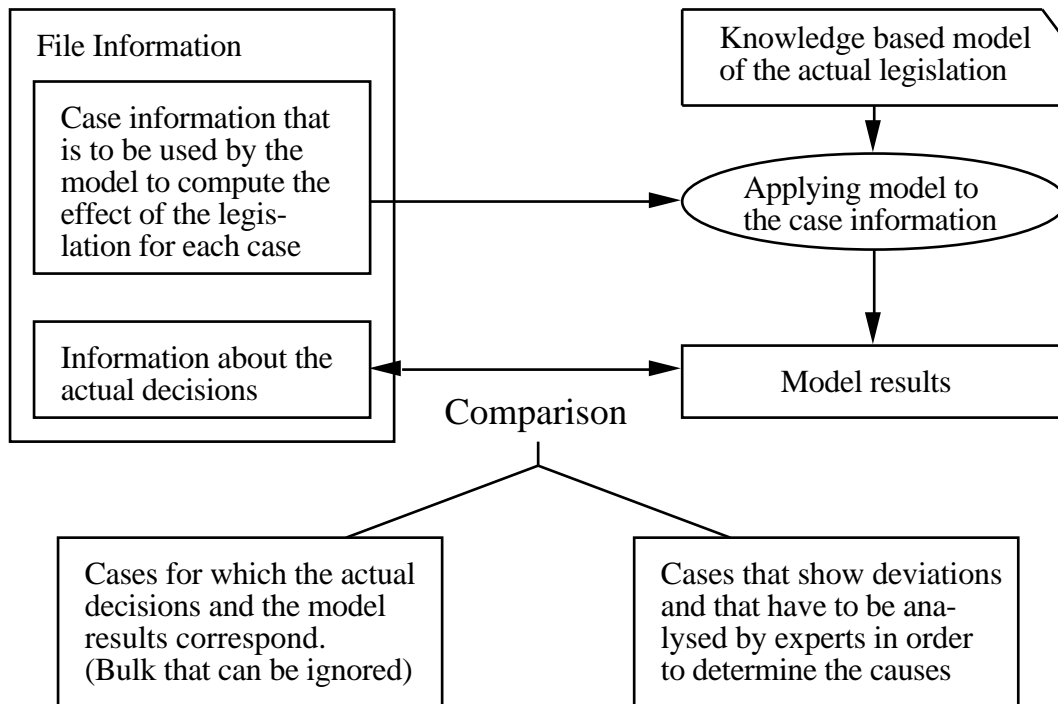 File Information
Case information that
is to be used by the
model to compute the
effect of the legis-
lation for each case
Information about the
actual decisions
Knowledge based model
of the actual legislation
Applying model to
the case information
Model results
Comparison
Cases for which the actual
decisions and the model
results correspond.
(Bulk that can be ignored)
Cases that show deviations
and that have to be ana-
lysed by experts in order
to determine the causes